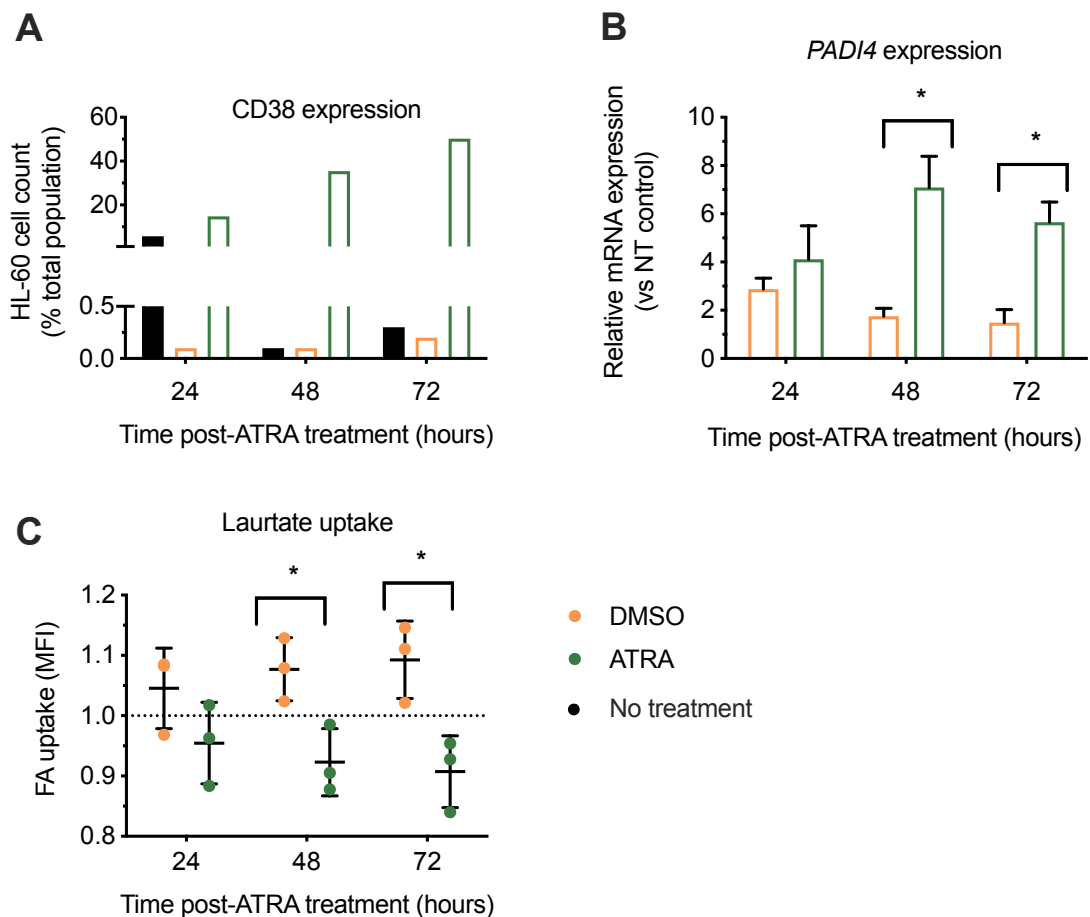 A
CD38 expression
HL-60 cell count
(% total population)
60
40
20
0.5
0.0
24
48
72
Time post-ATRA treatment (hours)
B
PADI4 expression
Relative mRNA expression
(vs NT control)
10
8
6
4
2
0
*
*
24
48
72
Time post-ATRA treatment (hours)
C
Laurtate uptake
FA uptake (MFI)
1.2
1.1
1.0
0.9
0.8
*
*
24
48
72
Time post-ATRA treatment (hours)
DMSO
ATRA
No treatment